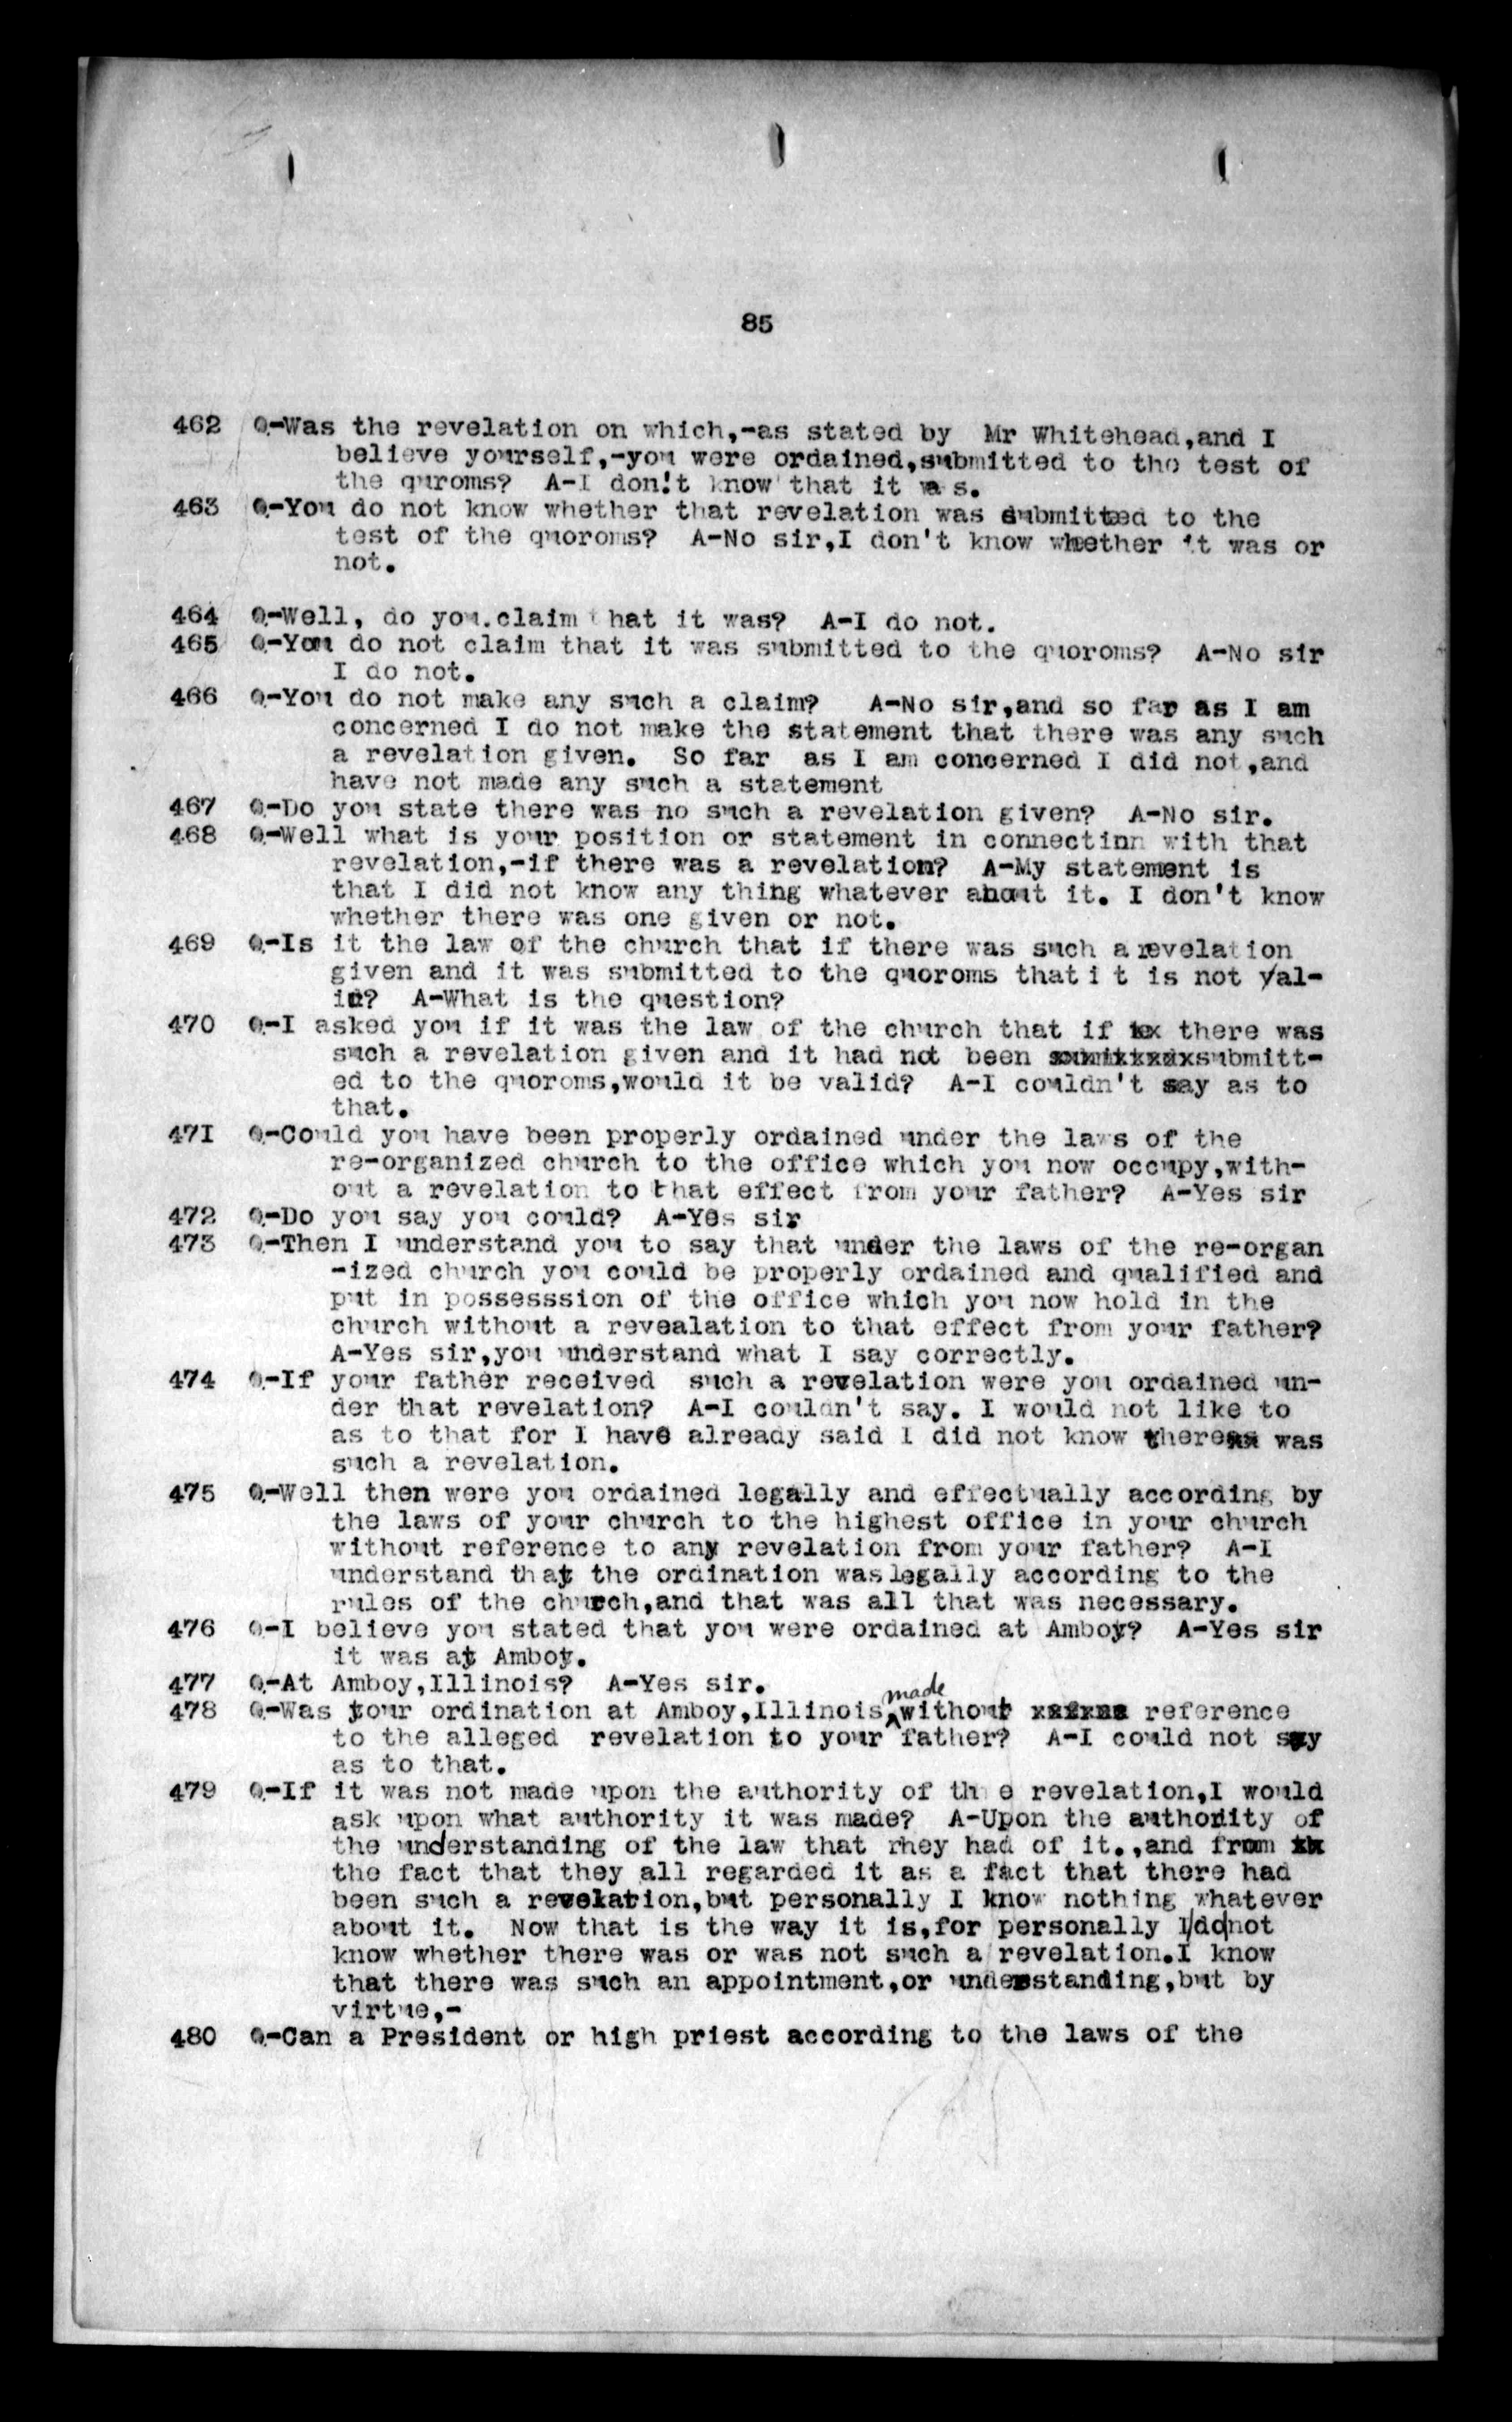 85
462 Q-Was the revelation on which,-as stated by Mr Whitehead,and I
believe yourself,-you were ordained,submitted to the test of
the quroms? A-I don't know that it wa s.
463 Q-You do not know whether that revelation was submitted to the
test of the quoroms? A-No sir,I don't know whether it was or
not.
464 Q-Well, do you.claim that it was? A-I do not.
465 Q-You do not claim that it was submitted to the quoroms? A-No sir
I do not.
466 Q-You do not make any such a claim? A-No sir,and so far as I am
concerned I do not make the statement that there was any such
a revelation given. So far as I am concerned I did not,and
have not made any such a statement
467 Q-Do you state there was no such a revelation given? A-No sir.
468 Q-Well what is your position or statement in connectinn with that
revelation,-if there was a revelation? A-My statement is
that I did not know any thing whatever about it. I don't know
whether there was one given or not.
469 Q-Is it the law of the church that if there was such a revelation
given and it was submitted to the quoroms that i t is not val-
id? A-What is the question?
470 Q-I asked you if it was the law of the church that if there was
such a revelation given and it had not been submitt-
ed to the quoroms,would it be valid? A-I couldn't say as to
that.
471 Q-Could you have been properly ordained under the laws of the
re-organized church to the office which you now occupy,with-
out a revelation to that effect from your father? A-Yes sir
472 Q-Do you say you could? A-Yes sir
473 Q-Then I understand you to say that under the laws of the re-organ
-ized church you could be properly ordained and qualified and
put in possesssion of the office which you now hold in the
church without a revealation to that effect from your father?
A-Yes sir,you understand what I say correctly.
474 Q-If your father received such a revelation were you ordained un-
der that revelation? A-I couldn't say. I would not like to
as to that for I have already said I did not know there was
such a revelation.
475 Q-Well then were you ordained legally and effectually according by
the laws of your church to the highest office in your church
without reference to any revelation from your father? A-I
understand that the ordination was legally according to the
rules of the church,and that was all that was necessary.
476 Q-I believe you stated that you were ordained at Amboy? A-Yes sir
it was at Amboy.
477 Q-At Amboy,Illinois? A-Yes sir.
478 Q-Was your ordination at Amboy,Illinois made without reference
to the alleged revelation to your father? A-I could not say
as to that.
479 Q-If it was not made upon the authority of th e revelation,I would
ask upon what authority it was made? A-Upon the authority of
the understanding of the law that rhey had of it.,and from
the fact that they all regarded it as a fact that there had
been such a revelation,but personally I know nothing whatever
about it. Now that is the way it is,for personally I do not
know whether there was or was not such a revelation.I know
that there was such an appointment,or understanding,but by
virtue,-
480 Q-Can a President or high priest according to the laws of the